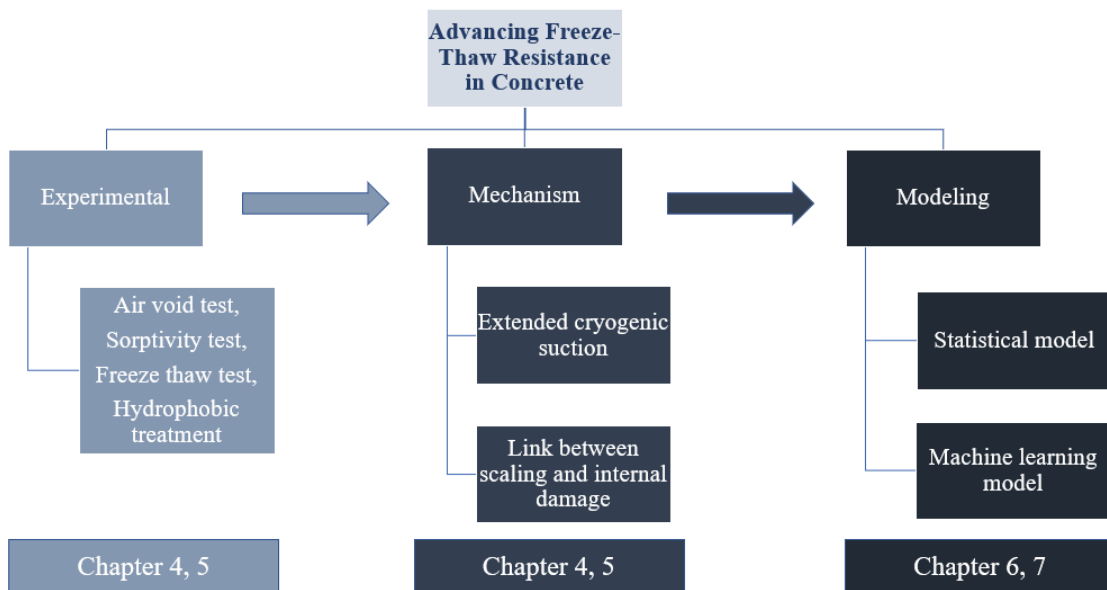 Advancing Freeze-
Thaw Resistance
in Concrete
Experimental
Mechanism
Modeling
Air void test,
Sorptivity test,
Freeze thaw test,
Hydrophobic
treatment
Extended cryogenic
suction
Link between
scaling and internal
damage
Statistical model
Machine learning
model
Chapter 4, 5
Chapter 4, 5
Chapter 6, 7